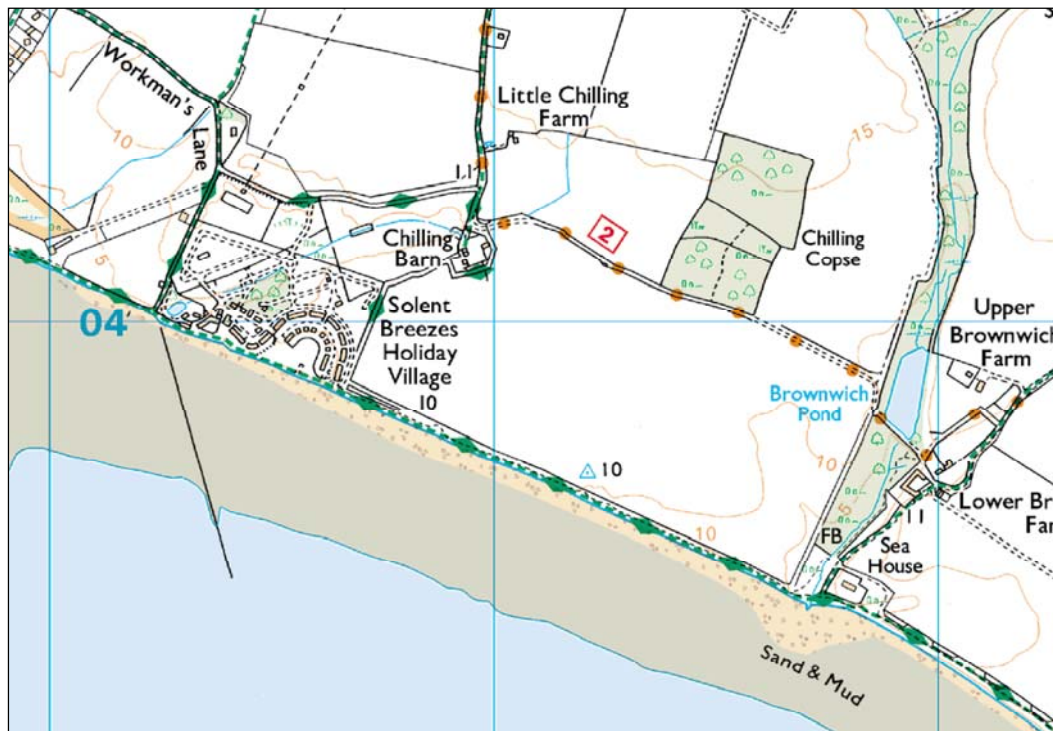 Workman's
Lane
Little Chilling
Farm
10
15
2
11
Chilling
Barn
Chilling
Copse
5
04
Solent
Breezes
Holiday
Village
10
Upper
Brownwich
Farm
Brownwich
Pond
10
10
5
10
FB
11
Lower Br
Far
Sea
House
Sand & Mud